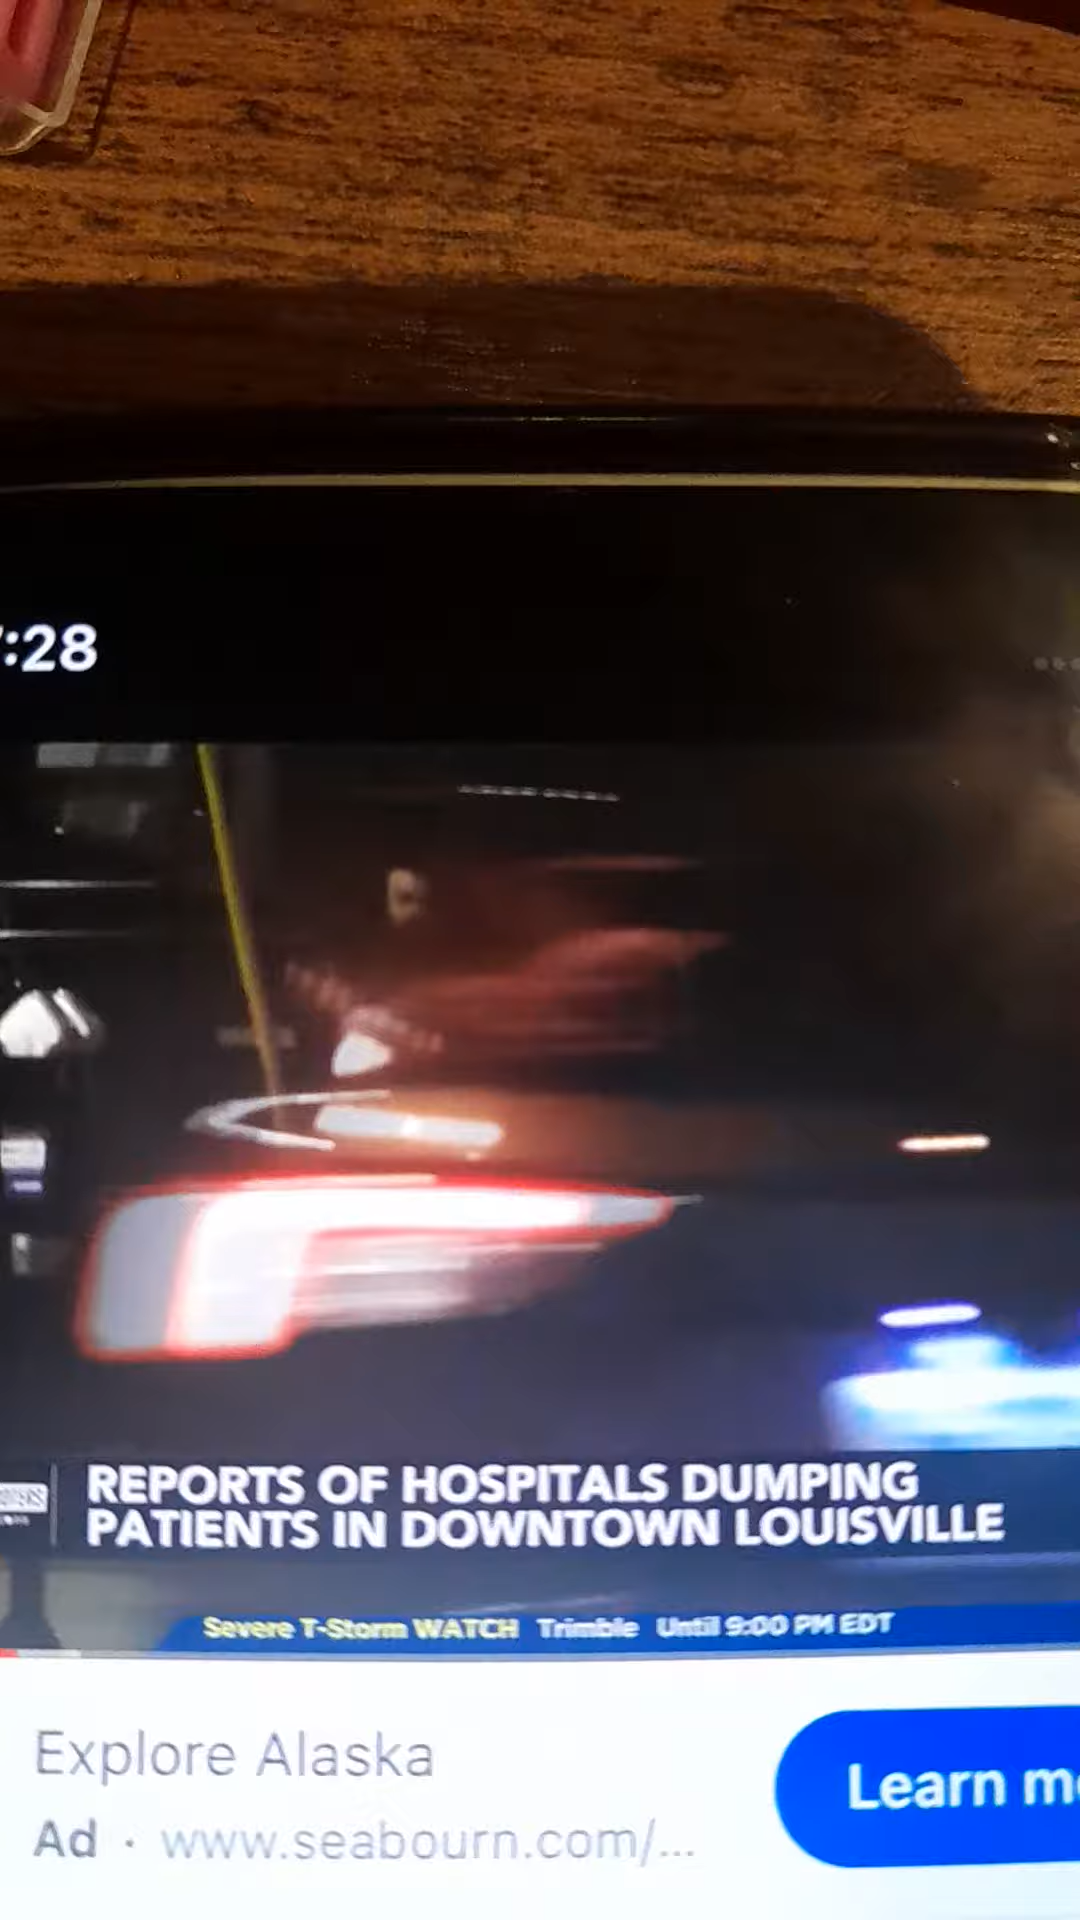 :28
REPORTS OF HOSPITALS DUMPING
PATIENTS IN DOWNTOWN LOUISVILLE
Severe T-Storm WATCH Trimble Until 9:00 PM EDT
Explore Alaska
Learn mo
Ad · www.seabourn.com/...